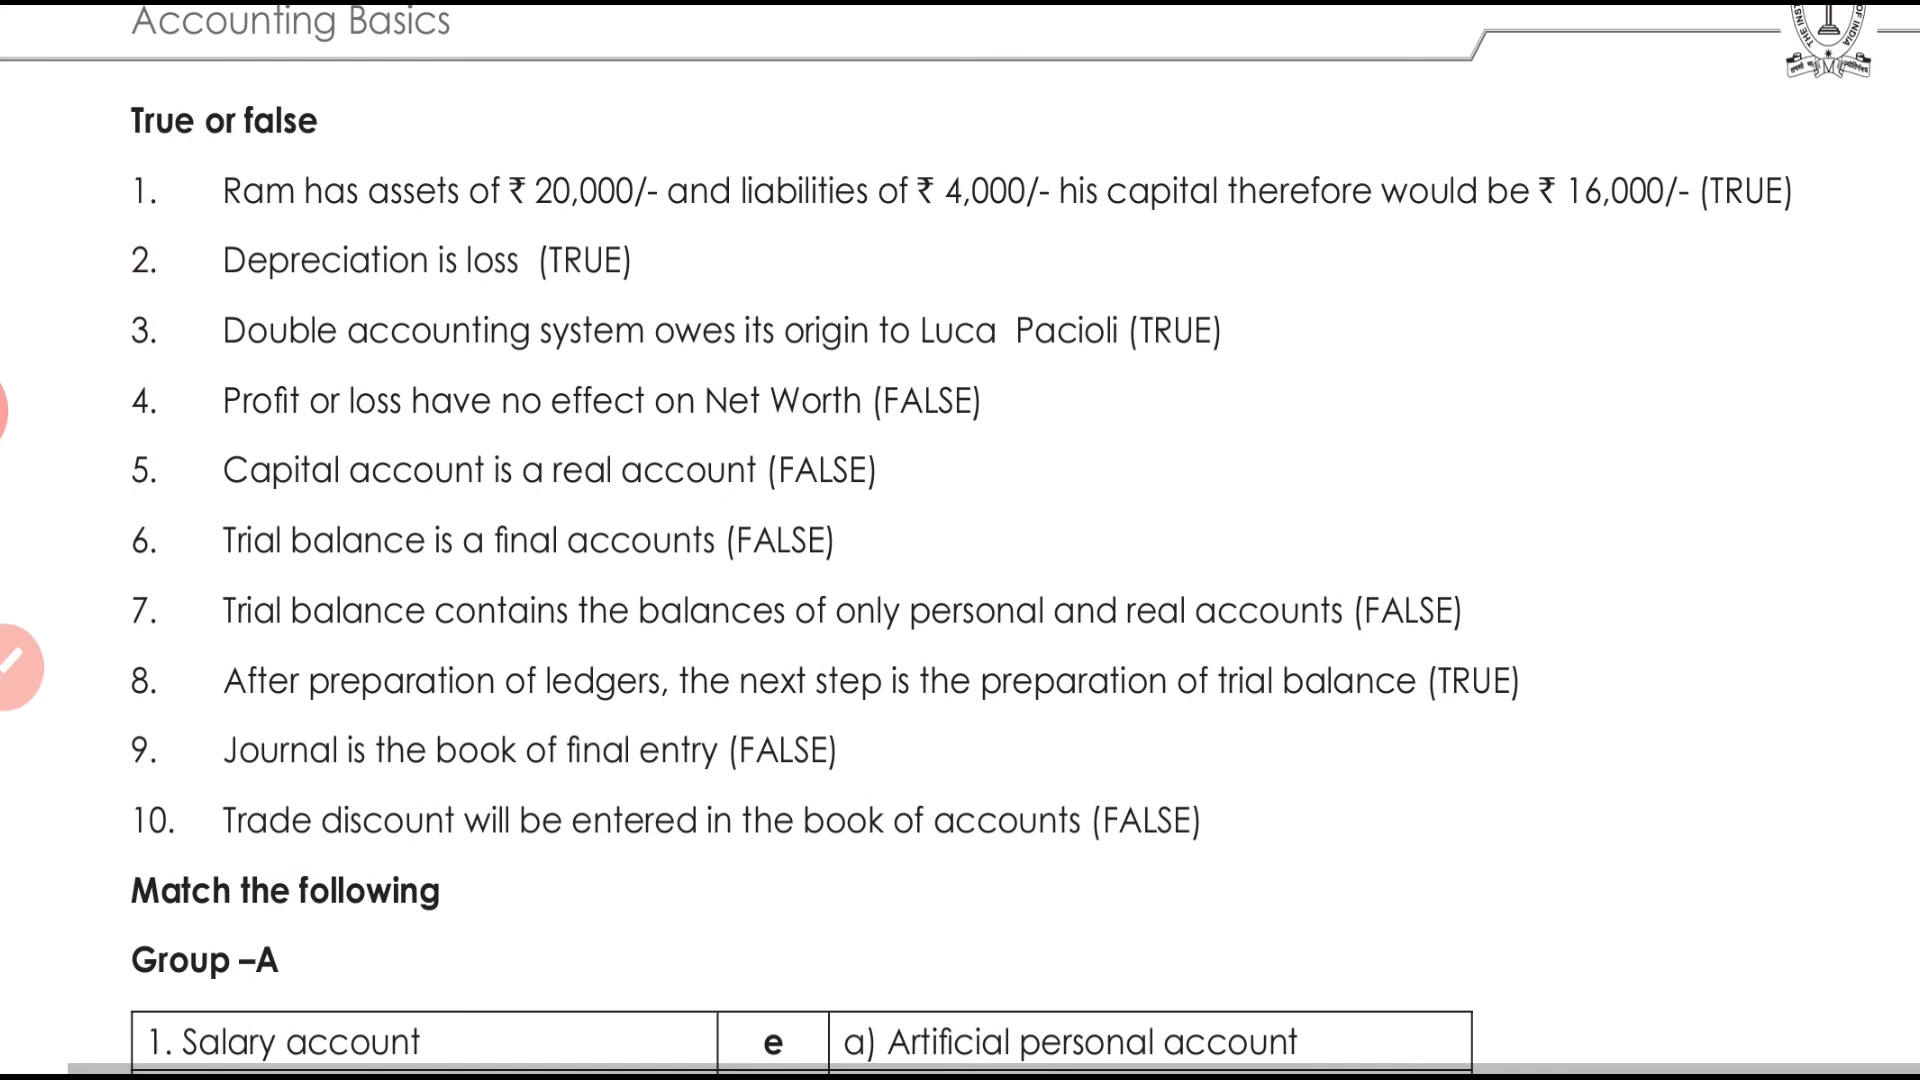 Accounting Basics
True or false
1. Ram has assets of ₹ 20,000/- and liabilities of ₹ 4,000/- his capital therefore would be ₹ 16,000/- (TRUE)
2. Depreciation is loss (TRUE)
3. Double accounting system owes its origin to Luca Pacioli (TRUE)
4. Profit or loss have no effect on Net Worth (FALSE)
5. Capital account is a real account (FALSE)
6. Trial balance is a final accounts (FALSE)
7. Trial balance contains the balances of only personal and real accounts (FALSE)
8. After preparation of ledgers, the next step is the preparation of trial balance (TRUE)
9. Journal is the book of final entry (FALSE)
10. Trade discount will be entered in the book of accounts (FALSE)
Match the following
Group –A
1. Salary account e a) Artificial personal account